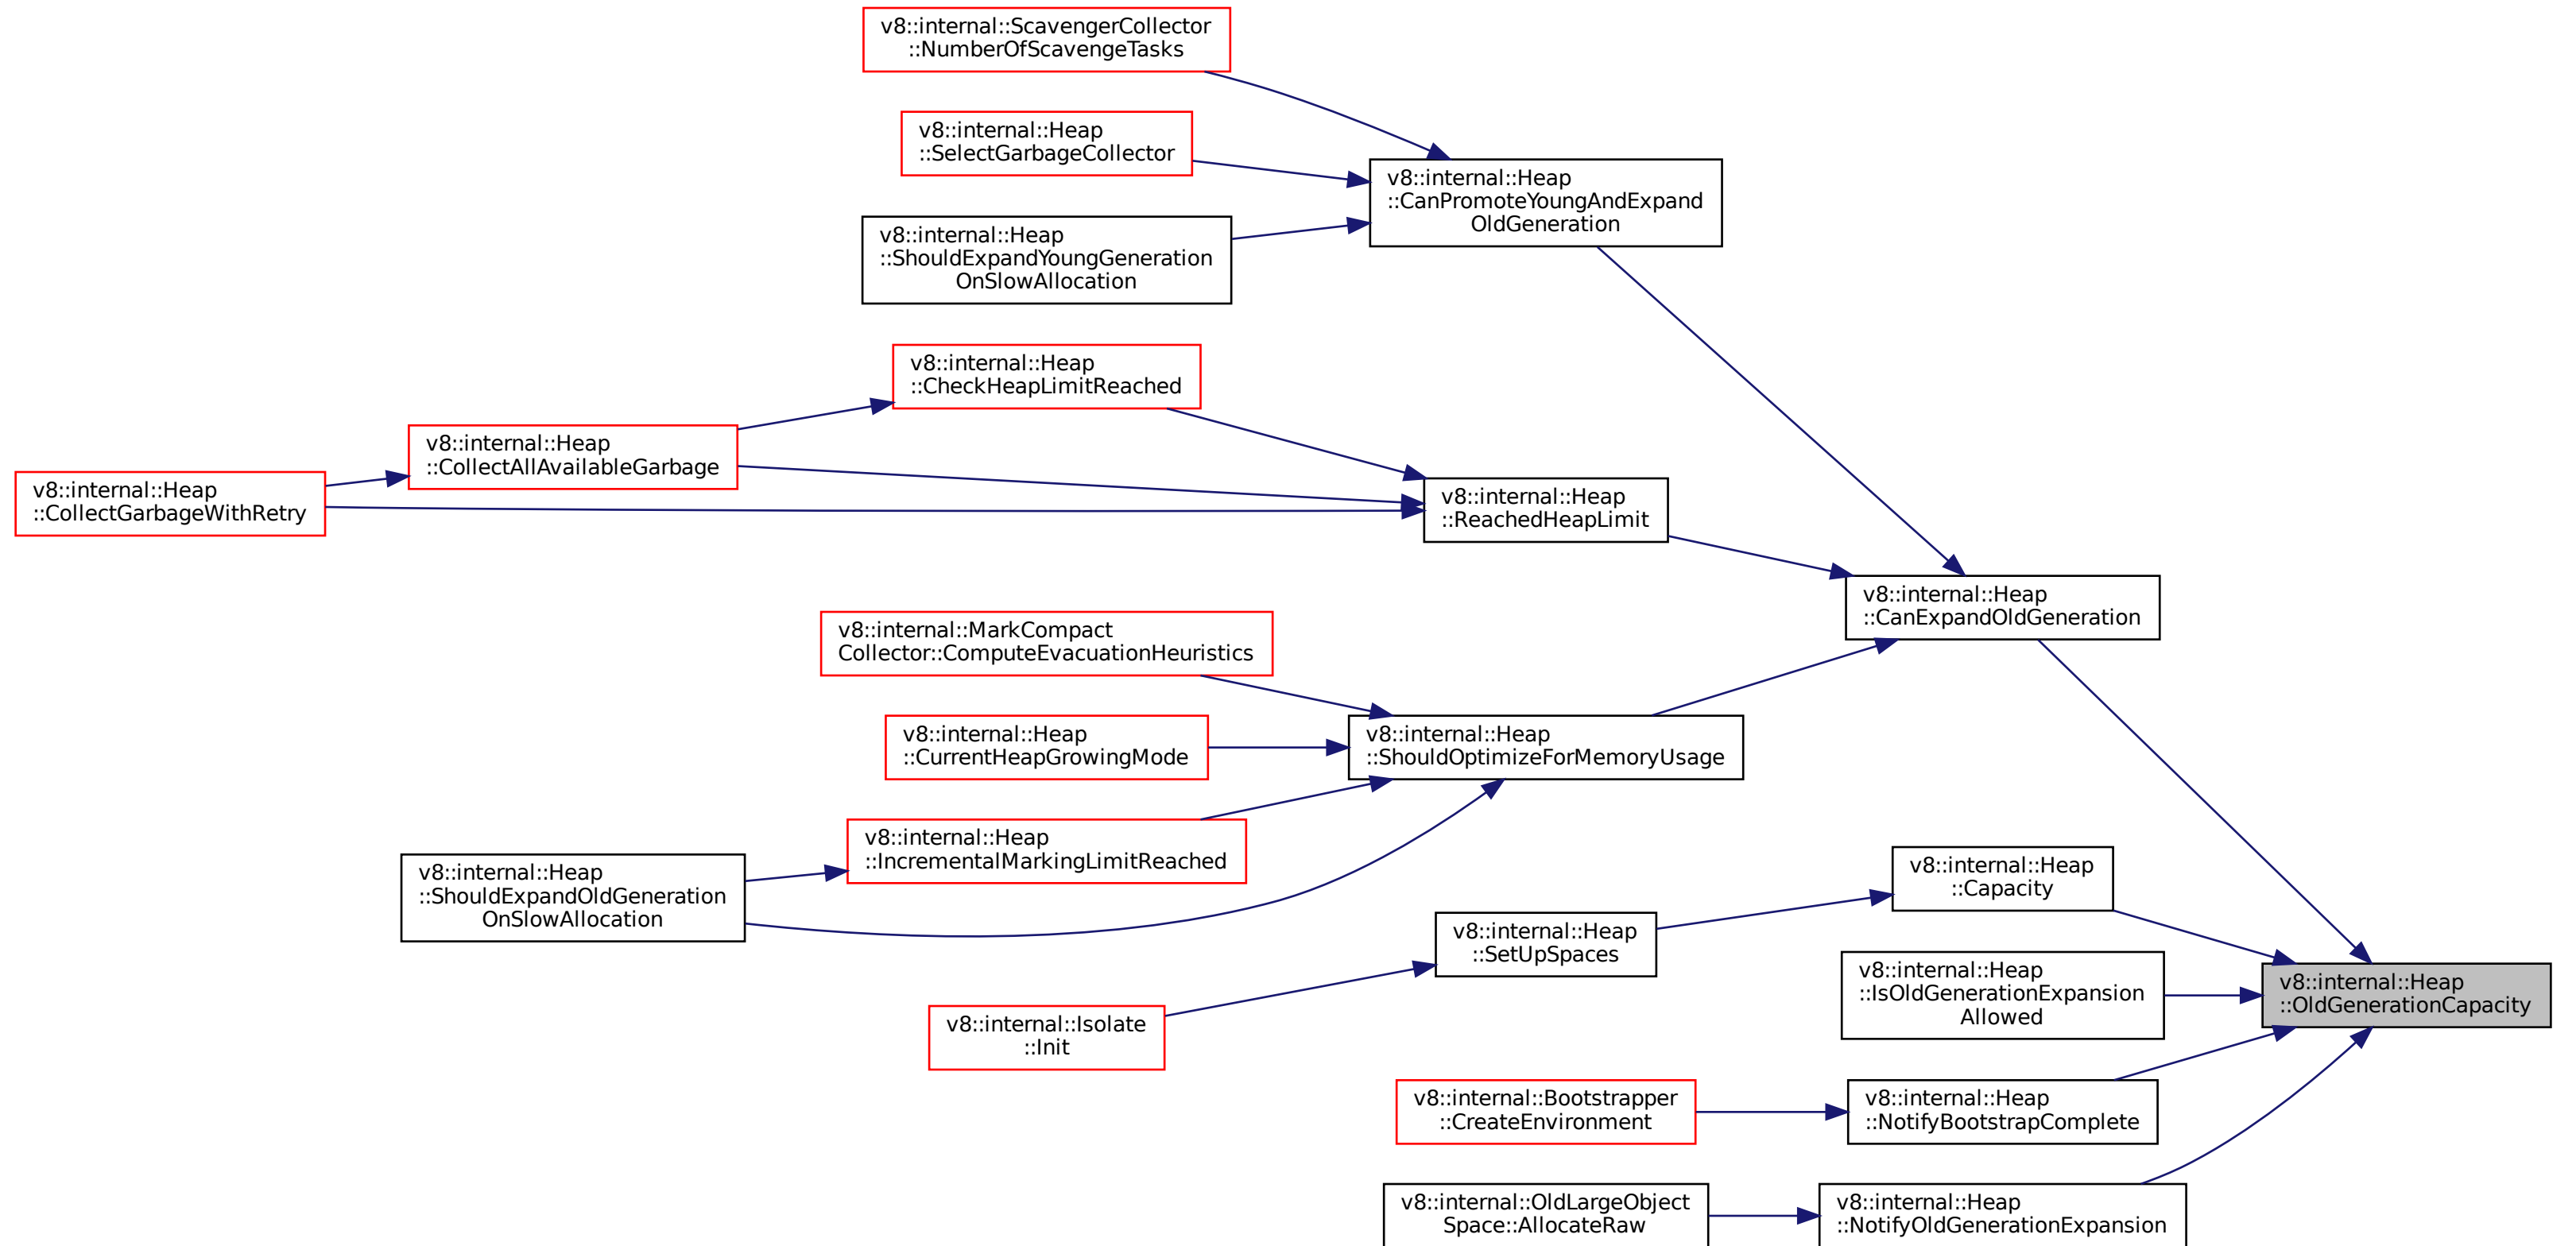 v8::internal::ScavengerCollector
::NumberOfScavengeTasks
v8::internal::Heap
::SelectGarbageCollector
v8::internal::Heap
::CanPromoteYoungAndExpand
OldGeneration
v8::internal::Heap
::ShouldExpandYoungGeneration
OnSlowAllocation
v8::internal::Heap
::CheckHeapLimitReached
v8::internal::Heap
::CollectAllAvailableGarbage
v8::internal::Heap
::CollectGarbageWithRetry
v8::internal::Heap
::ReachedHeapLimit
v8::internal::Heap
::CanExpandOldGeneration
v8::internal::MarkCompact
Collector::ComputeEvacuationHeuristics
v8::internal::Heap
::CurrentHeapGrowingMode
v8::internal::Heap
::ShouldOptimizeForMemoryUsage
v8::internal::Heap
::IncrementalMarkingLimitReached
v8::internal::Heap
::ShouldExpandOldGeneration
OnSlowAllocation
v8::internal::Heap
::Capacity
v8::internal::Heap
::SetUpSpaces
v8::internal::Heap
::IsOldGenerationExpansion
Allowed
v8::internal::Heap
::OldGenerationCapacity
v8::internal::Isolate
::Init
v8::internal::Bootstrapper
::CreateEnvironment
v8::internal::Heap
::NotifyBootstrapComplete
v8::internal::OldLargeObject
Space::AllocateRaw
v8::internal::Heap
::NotifyOldGenerationExpansion